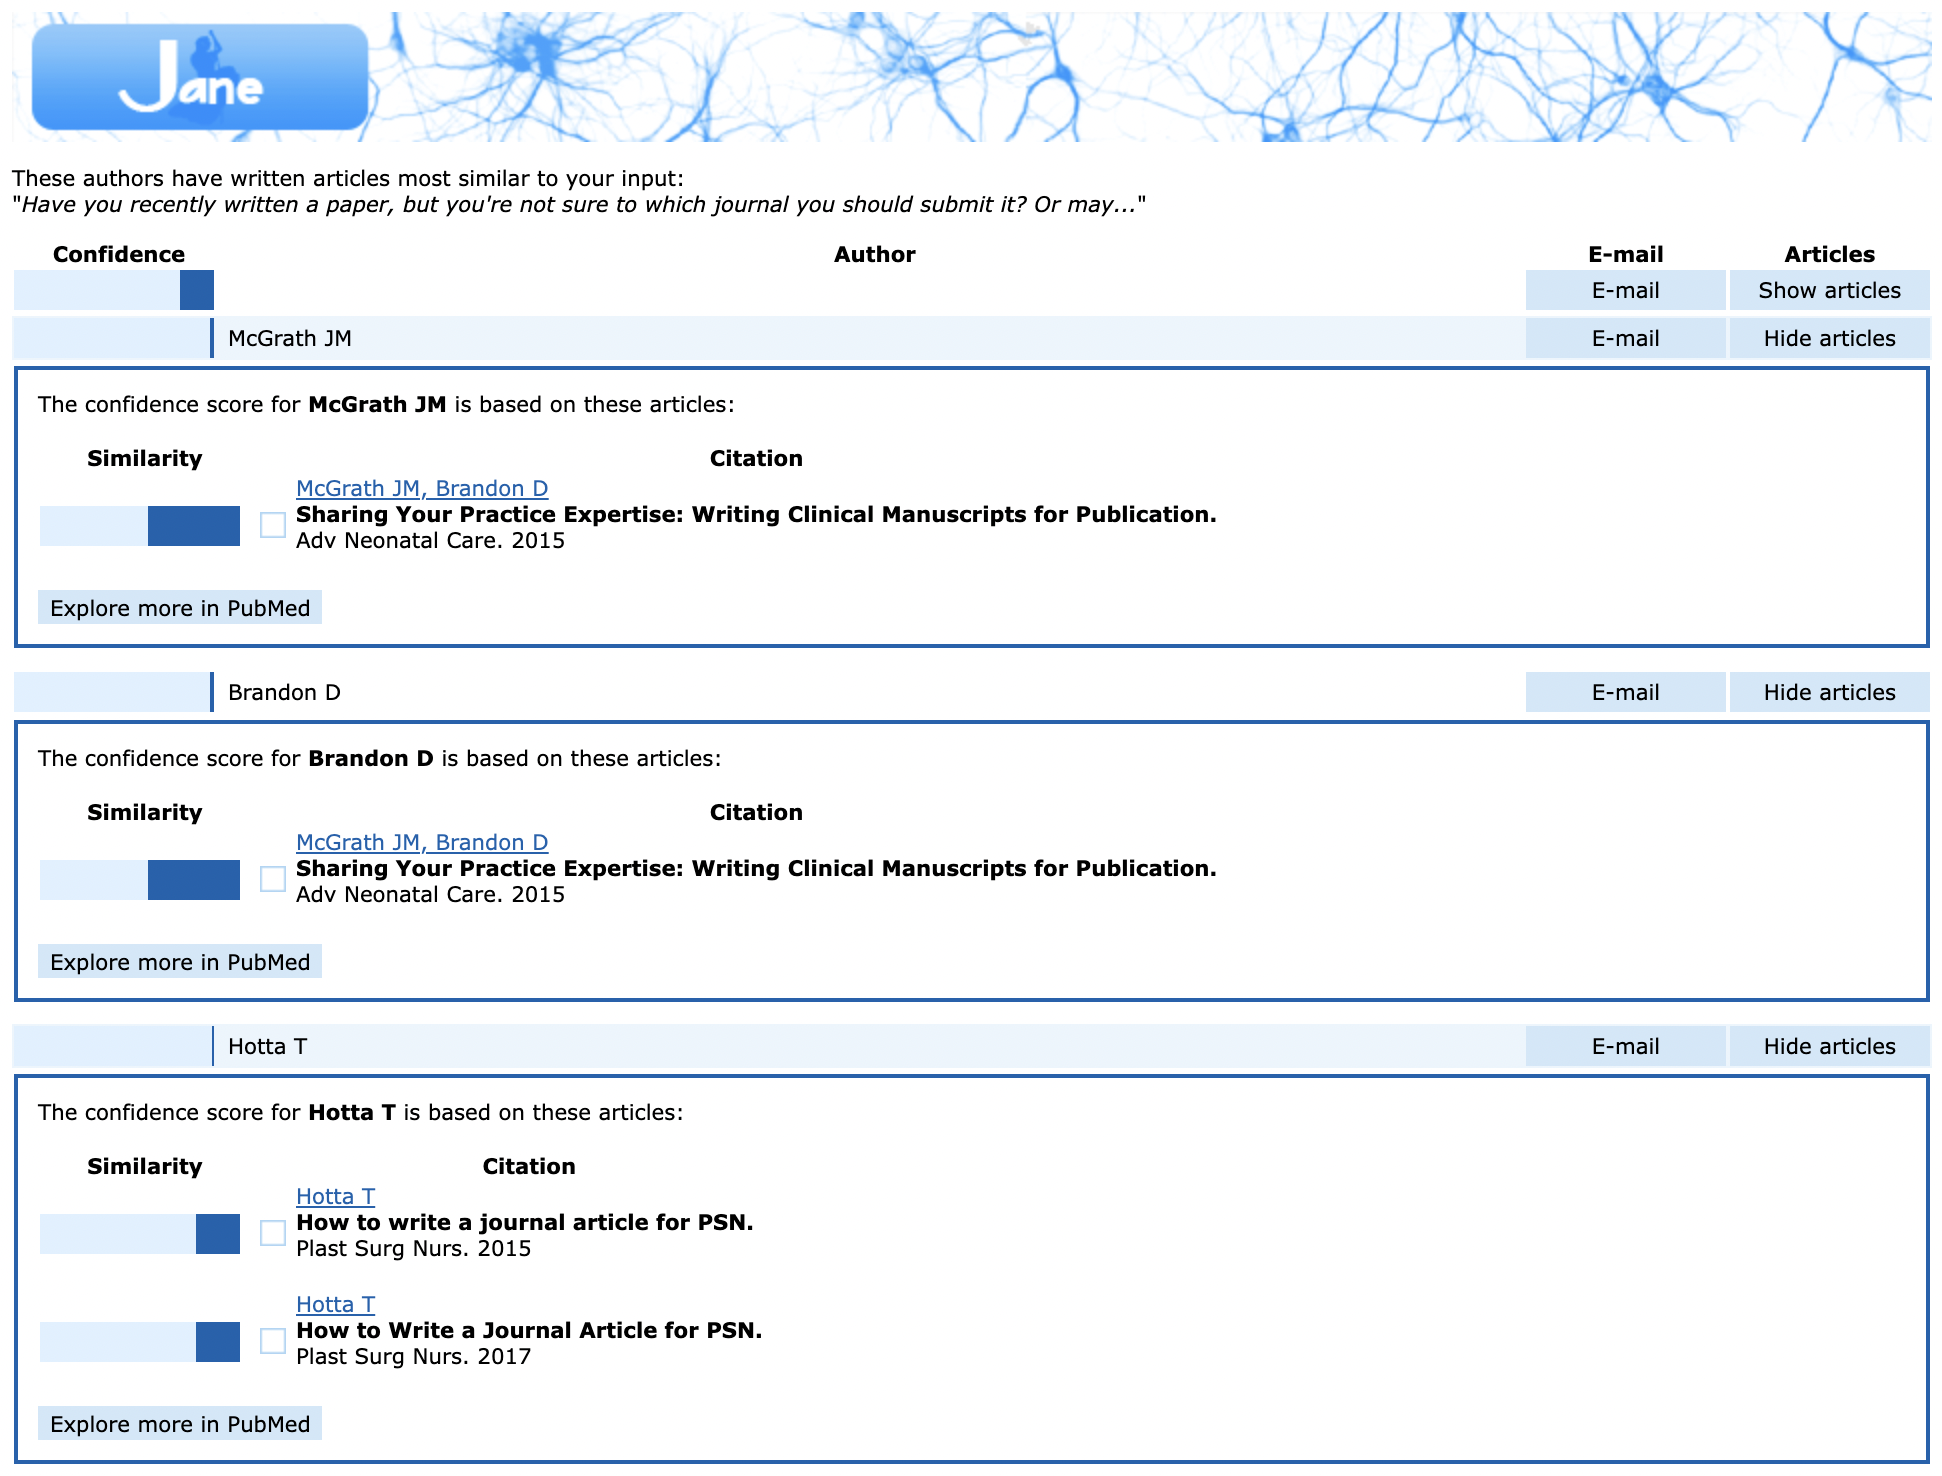 Jane
These authors have written articles most similar to your input:
"Have you recently written a paper, but you're not sure to which journal you should submit it? Or may..."
Confidence Author E-mail Articles
E-mail Show articles
McGrath JM E-mail Hide articles
The confidence score for McGrath JM is based on these articles:
Similarity Citation
McGrath JM, Brandon D
Sharing Your Practice Expertise: Writing Clinical Manuscripts for Publication.
Adv Neonatal Care. 2015
Explore more in PubMed
Brandon D E-mail Hide articles
The confidence score for Brandon D is based on these articles:
Similarity Citation
McGrath JM, Brandon D
Sharing Your Practice Expertise: Writing Clinical Manuscripts for Publication.
Adv Neonatal Care. 2015
Explore more in PubMed
Hotta T E-mail Hide articles
The confidence score for Hotta T is based on these articles:
Similarity Citation
Hotta T
How to write a journal article for PSN.
Plast Surg Nurs. 2015
Hotta T
How to Write a Journal Article for PSN.
Plast Surg Nurs. 2017
Explore more in PubMed